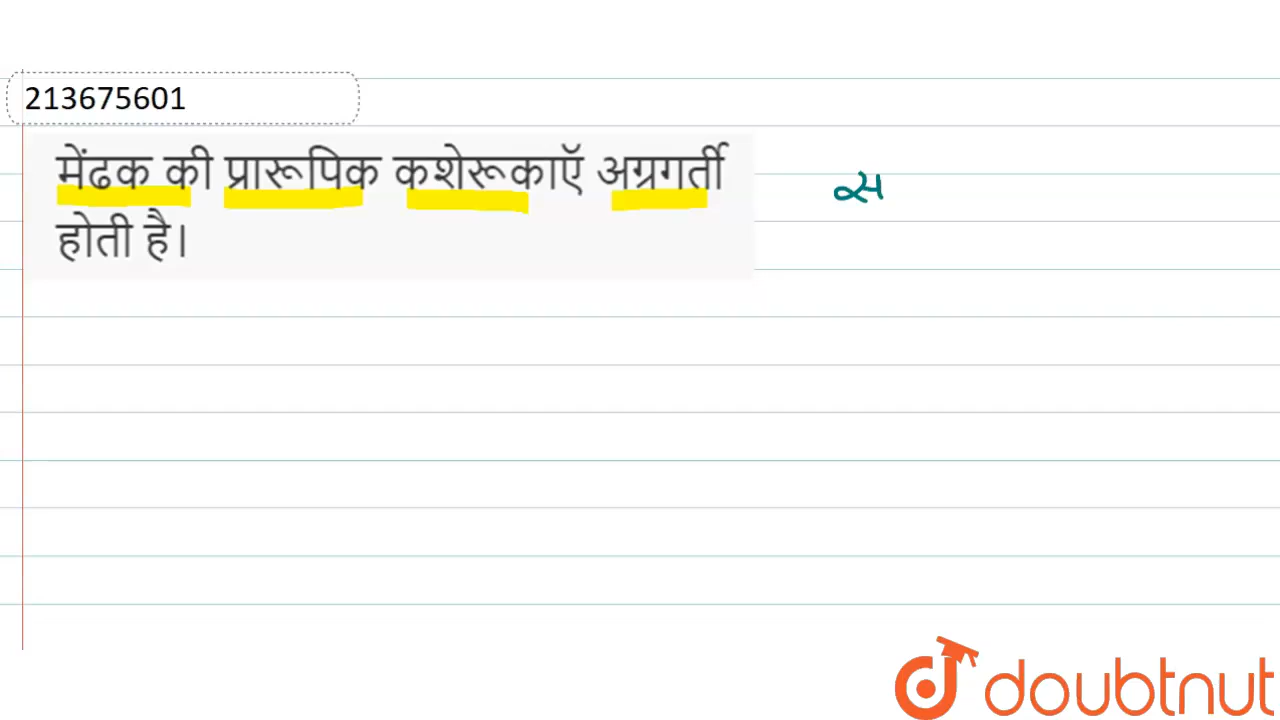 213675601
मेंढक की प्रारूपिक कशेरूकाएॅ अग्रगर्ती
होती है।
स
doubtnut